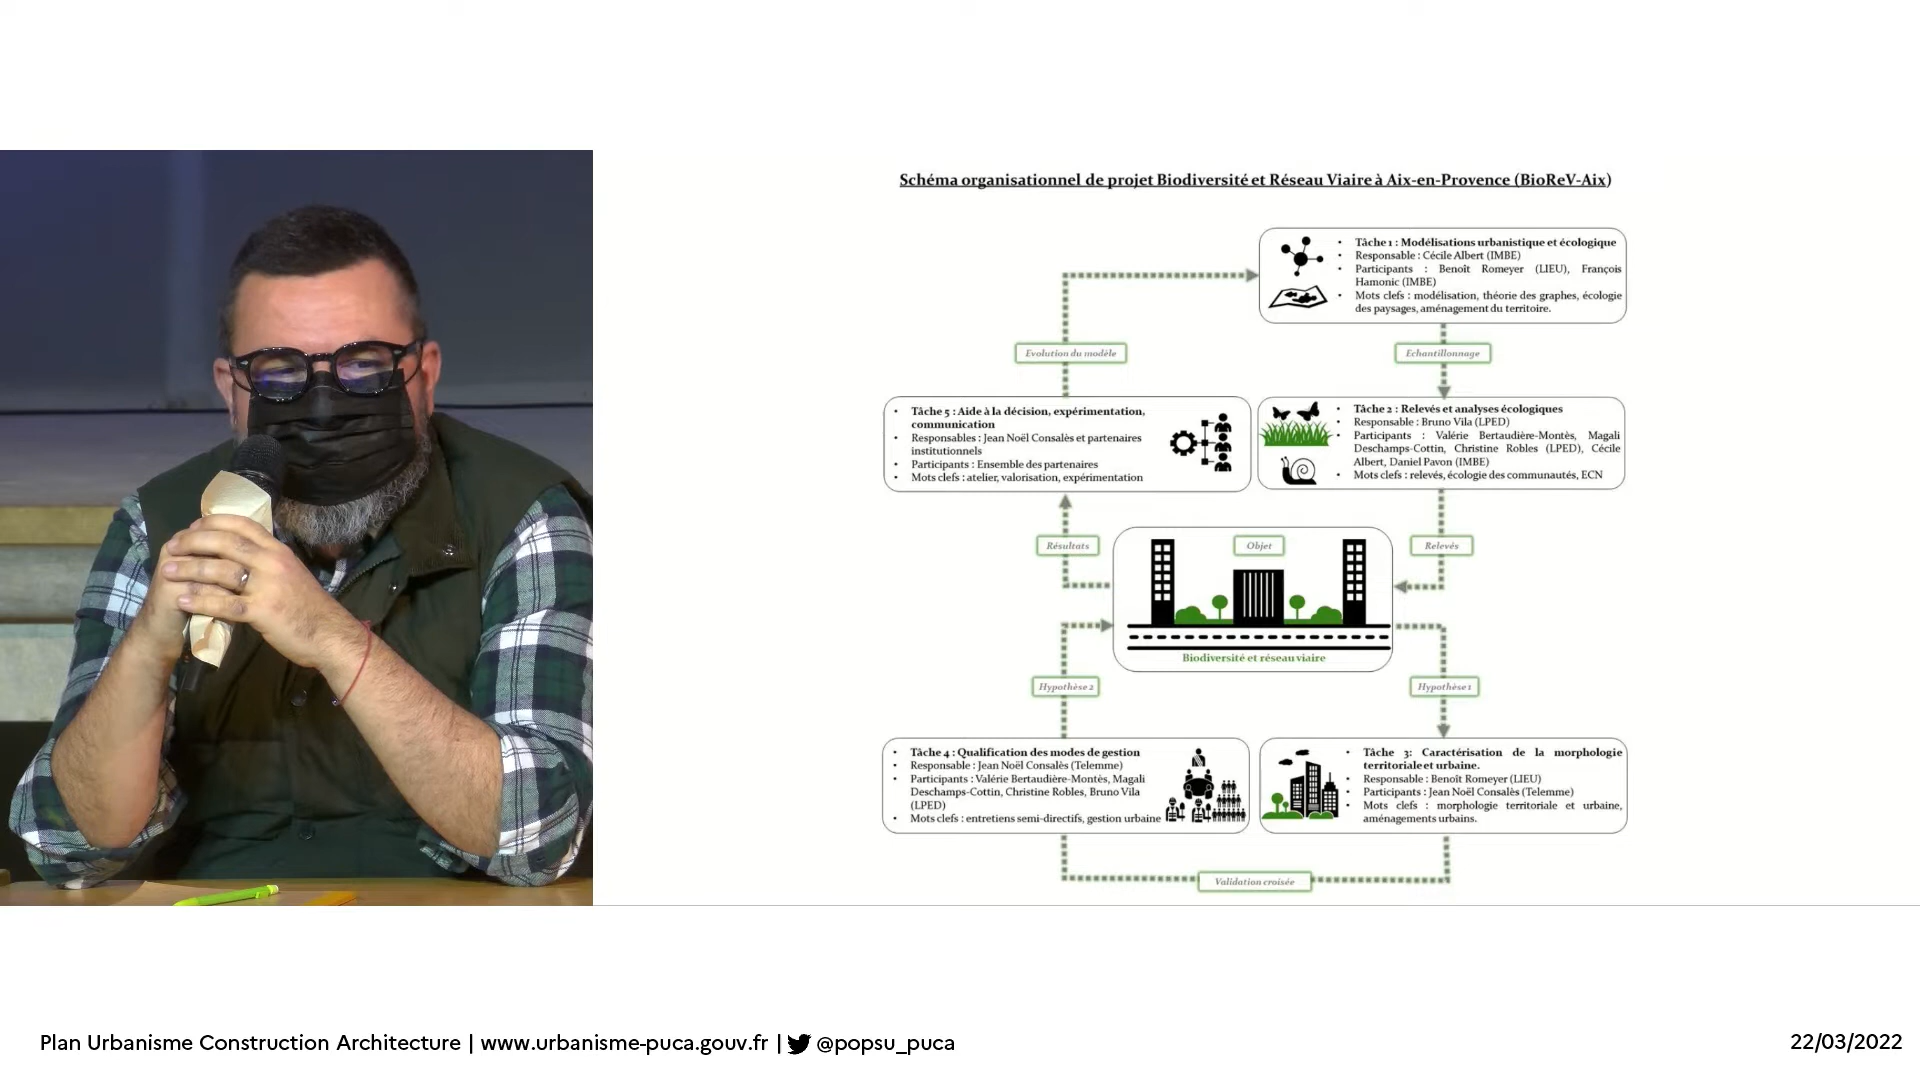 Schéma organisationnel de projet Biodiversité et Réseau Viaire à Aix-en-Provence (BioReV-Aix)
• Tâche 1 : Modélisations urbanistique et écologique
• Responsable : Cécile Albert (IMBE)
• Participants : Benoît Romeyer (LIEU), François
Hamonic (IMBE)
• Mots clefs : modélisation, théorie des graphes, écologie
des paysages, aménagement du territoire.
Evolution du modèle
Echantillonnage
• Tâche 5 : Aide à la décision, expérimentation,
communication
• Responsables : Jean Noël Consalès et partenaires
institutionnels
• Participants : Ensemble des partenaires
• Mots clefs : atelier, valorisation, expérimentation
• Tâche 2 : Relevés et analyses écologiques
• Responsable : Bruno Vila (LPED)
• Participants : Valérie Bertaudière-Montès, Magali
Deschamps-Cottin, Christine Robles (LPED), Cécile
Albert, Daniel Pavon (IMBE)
• Mots clefs : relevés, écologie des communautés, ECN
Résultats
Objet
Relevés
Biodiversité et réseau viaire
Hypothèse 2
Hypothèse 1
• Tâche 4 : Qualification des modes de gestion
• Responsable : Jean Noël Consalès (Telemme)
• Participants : Valérie Bertaudière-Montès, Magali
Deschamps-Cottin, Christine Robles, Bruno Vila
(LPED)
• Mots clefs : entretiens semi-directifs, gestion urbaine
• Tâche 3: Caractérisation de la morphologie
territoriale et urbaine.
• Responsable : Benoît Romeyer (LIEU)
• Participants : Jean Noël Consalès (Telemme)
• Mots clefs : morphologie territoriale et urbaine,
aménagements urbains.
Validation croisée
Plan Urbanisme Construction Architecture | www.urbanisme-puca.gouv.fr | @popsu_puca
22/03/2022